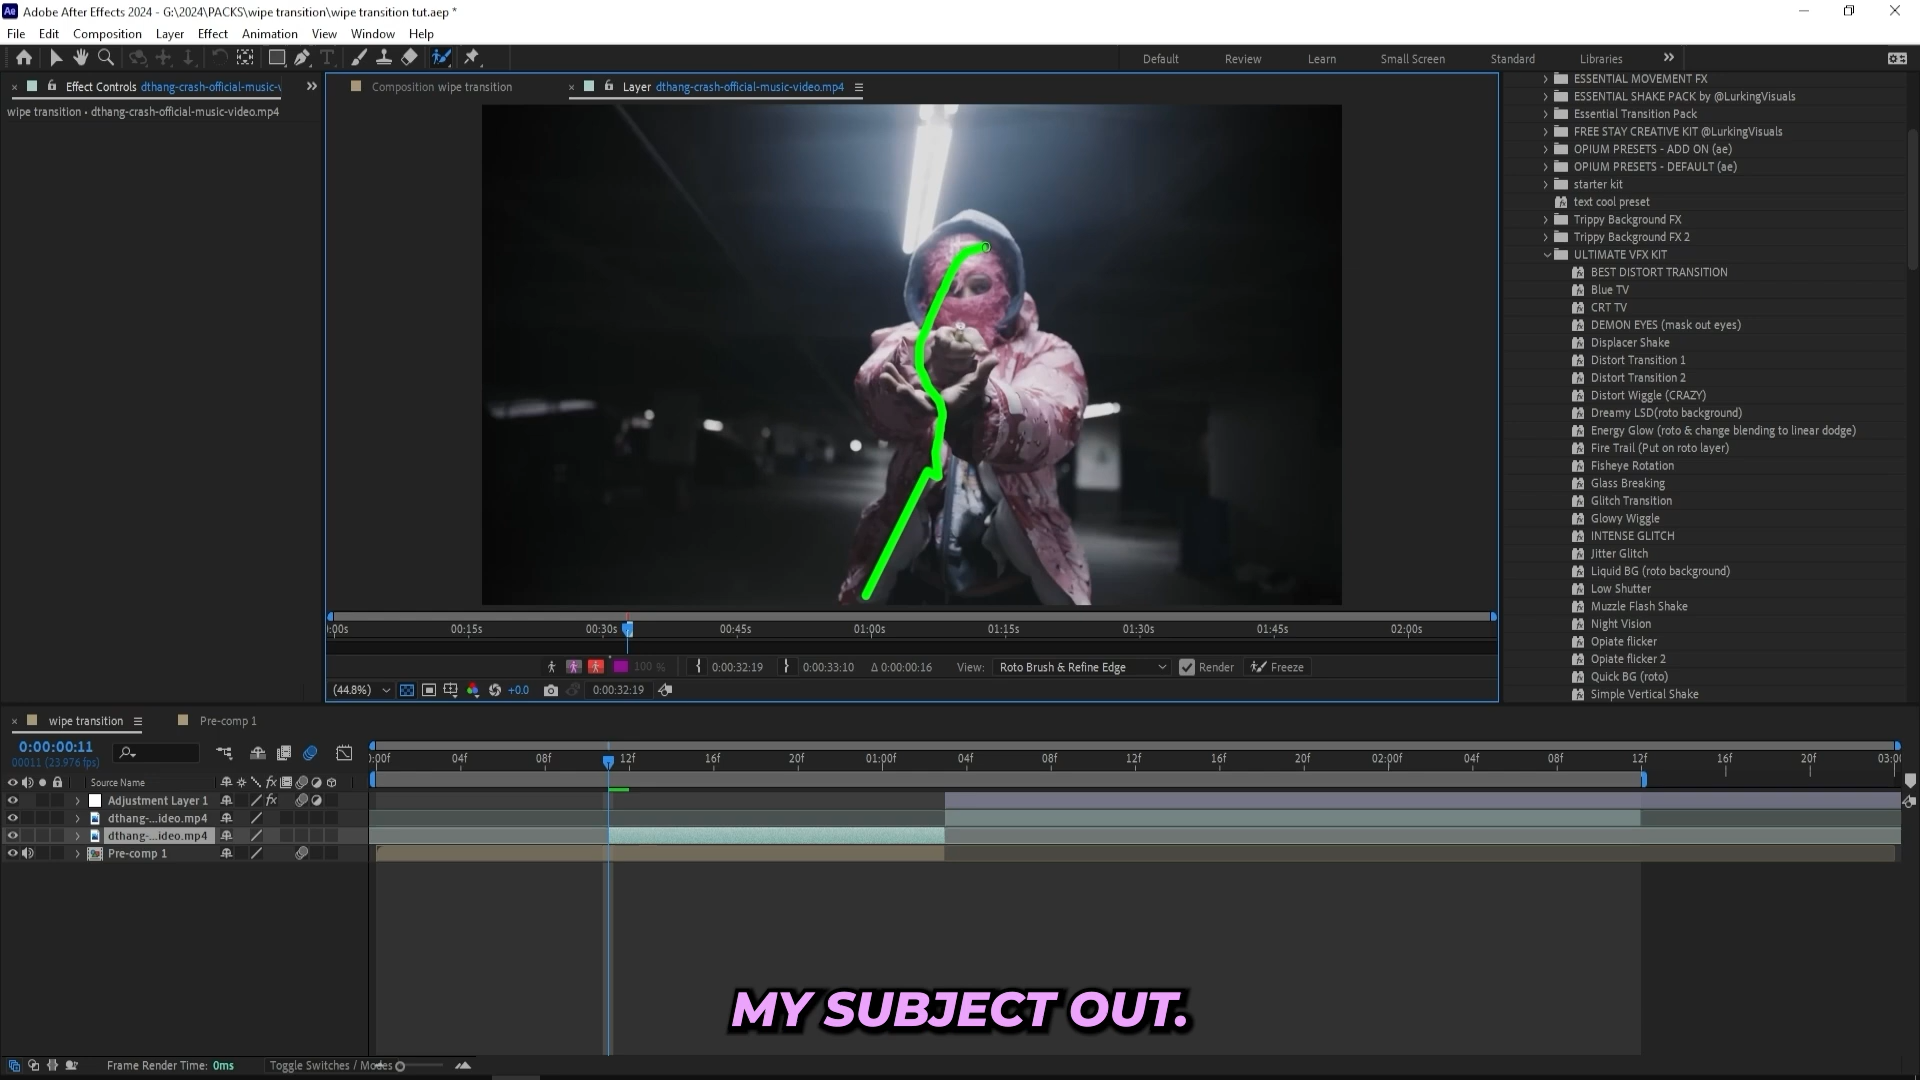 Adobe After Effects 2024 - G:\2024\PACKS\wipe transition\wipe transition tut.aep *
File Edit Composition Layer Effect Animation View Window Help
Default Review Learn Small Screen Standard Libraries
Effect Controls dthang-crash-official-music-
wipe transition • dthang-crash-official-music-video.mp4
Composition wipe transition
Layer dthang-crash-official-music-video.mp4
ESSENTIAL MOVEMENT FX
ESSENTIAL SHAKE PACK by @LurkingVisuals
Essential Transition Pack
FREE STAY CREATIVE KIT @LurkingVisuals
OPIUM PRESETS - ADD ON (ae)
OPIUM PRESETS - DEFAULT (ae)
starter kit
text cool preset
Trippy Background FX
Trippy Background FX 2
ULTIMATE VFX KIT
BEST DISTORT TRANSITION
Blue TV
CRT TV
DEMON EYES (mask out eyes)
Displacer Shake
Distort Transition 1
Distort Transition 2
Distort Wiggle (CRAZY)
Dreamy LSD(roto background)
Energy Glow (roto & change blending to linear dodge)
Fire Trail (Put on roto layer)
Fisheye Rotation
Glass Breaking
Glitch Transition
Glowy Wiggle
INTENSE GLITCH
Jitter Glitch
Liquid BG (roto background)
Low Shutter
Muzzle Flash Shake
Night Vision
Opiate flicker
Opiate flicker 2
Quick BG (roto)
Simple Vertical Shake
:00s 00:15s 00:30s 00:45s 01:00s 01:15s 01:30s 01:45s 02:00s
100 % 0:00:32:19 0:00:33:10 Δ 0:00:00:16 View: Roto Brush & Refine Edge Render Freeze
(44.8%) +0.0 0:00:32:19
wipe transition Pre-comp 1
0:00:00:11
00011 (23.976 fps)
:00f 04f 08f 12f 16f 20f 01:00f 04f 08f 12f 16f 20f 02:00f 04f 08f 12f 16f 20f 03:00
Source Name
Adjustment Layer 1
dthang-...ideo.mp4
dthang-...ideo.mp4
Pre-comp 1
MY SUBJECT OUT.
Frame Render Time: 0ms Toggle Switches / Modes